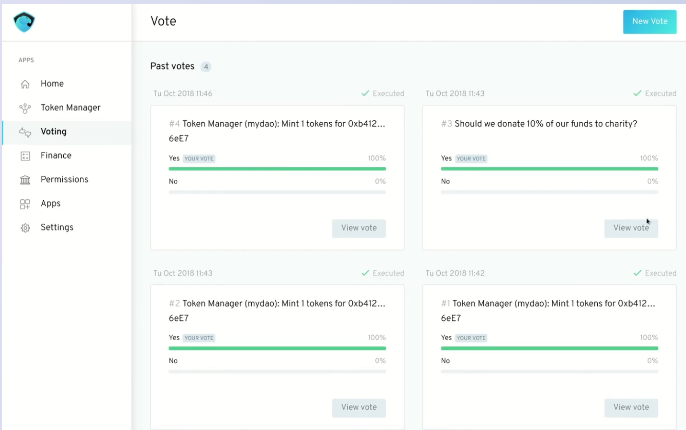 Vote
New Vote
APPS
Home
Token Manager
Voting
Finance
Permissions
Apps
Settings
Past votes 4
Tu Oct 2018 11:46
Executed
#4 Token Manager (mydao): Mint 1 tokens for 0xb412...
6eE7
Yes YOUR VOTE 100%
No 0%
View vote
Tu Oct 2018 11:43
Executed
#3 Should we donate 10% of our funds to charity?
Yes YOUR VOTE 100%
No 0%
View vote
Tu Oct 2018 11:43
Executed
#2 Token Manager (mydao): Mint 1 tokens for 0xb412...
6eE7
Yes YOUR VOTE 100%
No 0%
View vote
Tu Oct 2018 11:42
Executed
#1 Token Manager (mydao): Mint 1 tokens for 0xb412...
6eE7
Yes YOUR VOTE 100%
No 0%
View vote